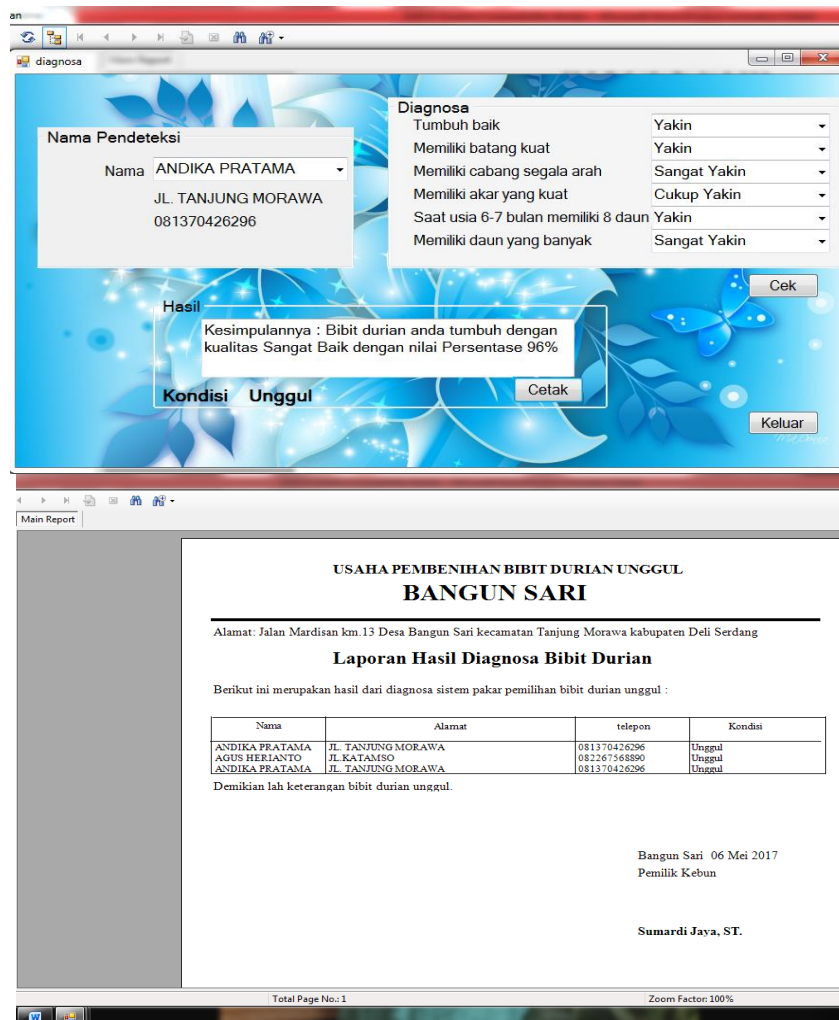 an
diagnosa
Nama Pendeteksi
Nama ANDIKA PRATAMA
JL. TANJUNG MORAWA
081370426296
Diagnosa
Tumbuh baik Yakin
Memiliki batang kuat Yakin
Memiliki cabang segala arah Sangat Yakin
Memiliki akar yang kuat Cukup Yakin
Saat usia 6-7 bulan memiliki 8 daun Yakin
Memiliki daun yang banyak Sangat Yakin
Cek
Hasil
Kesimpulannya : Bibit durian anda tumbuh dengan
kualitas Sangat Baik dengan nilai Persentase 96%
Kondisi Unggul
Cetak
Keluar
Main Report
USAHA PEMBENIHAN BIBIT DURIAN UNGGUL
BANGUN SARI
Alamat: Jalan Mardisan km.13 Desa Bangun Sari kecamatan Tanjung Morawa kabupaten Deli Serdang
Laporan Hasil Diagnosa Bibit Durian
Berikut ini merupakan hasil dari diagnosa sistem pakar pemilihan bibit durian unggul :
Nama Alamat telepon Kondisi
ANDIKA PRATAMA JL. TANJUNG MORAWA 081370426296 Unggul
AGUS HERIANTO JL.KATAMSO 082267568890 Unggul
ANDIKA PRATAMA JL. TANJUNG MORAWA 081370426296 Unggul
Demikian lah keterangan bibit durian unggul.
Bangun Sari 06 Mei 2017
Pemilik Kebun
Sumardi Jaya, ST.
Total Page No.: 1 Zoom Factor: 100%